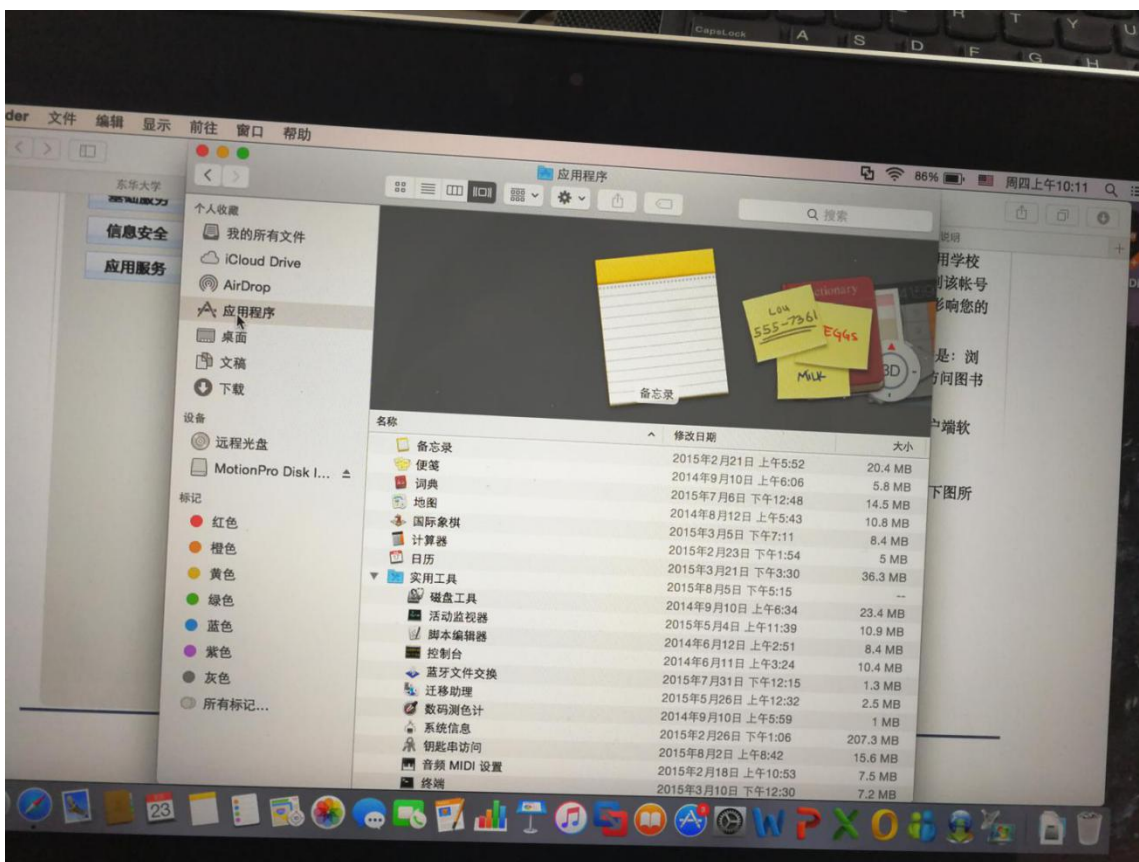 CapsLock A S D F G H
T Y U
der 文件 编辑 显示 前往 窗口 帮助
86% 周四上午10:11
东华大学
基础服务
信息安全
应用服务
应用程序
搜索
个人收藏
我的所有文件
iCloud Drive
AirDrop
应用程序
桌面
文稿
下载
设备
远程光盘
MotionPro Disk I...
标记
红色
橙色
黄色
绿色
蓝色
紫色
灰色
所有标记...
Lou
555-7361
EGGS
MILK
ctionary
3D
备忘录
名称 修改日期 大小
备忘录 2015年2月21日 上午5:52 20.4 MB
便笺 2014年9月10日 上午6:06 5.8 MB
词典 2015年7月6日 下午12:48 14.5 MB
地图 2014年8月12日 上午5:43 10.8 MB
国际象棋 2015年3月5日 下午7:11 8.4 MB
计算器 2015年2月23日 下午1:54 5 MB
日历 2015年3月21日 下午3:30 36.3 MB
实用工具 2015年8月5日 下午5:15 --
磁盘工具 2014年9月10日 上午6:34 23.4 MB
活动监视器 2015年5月4日 上午11:39 10.9 MB
脚本编辑器 2014年6月12日 上午2:51 8.4 MB
控制台 2014年6月11日 上午3:24 10.4 MB
蓝牙文件交换 2015年7月31日 下午12:15 1.3 MB
迁移助理 2015年5月26日 上午12:32 2.5 MB
数码测色计 2014年9月10日 上午5:59 1 MB
系统信息 2015年2月26日 下午1:06 207.3 MB
钥匙串访问 2015年8月2日 上午8:42 15.6 MB
音频 MIDI 设置 2015年2月18日 上午10:53 7.5 MB
终端 2015年3月10日 下午12:30 7.2 MB
说明
用学校
到该帐号
影响您的
是：浏
方问图书
户端软
下图所
23